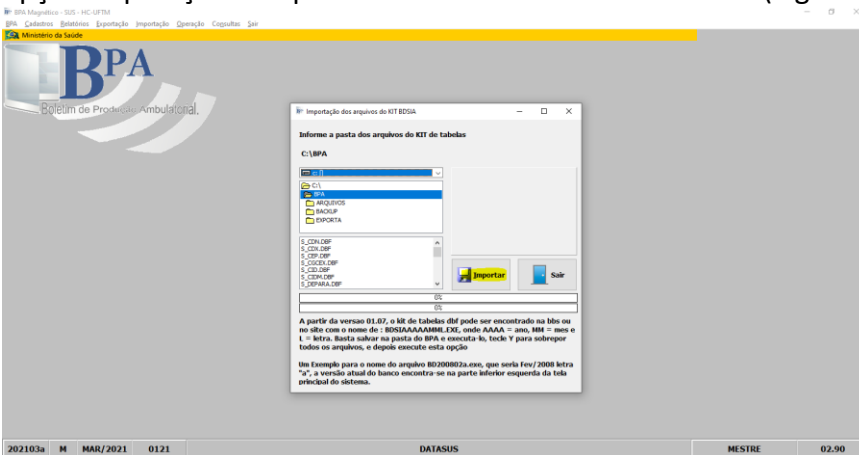 BPA Magnético - SUS - HC-UFTM
BPA Cadastros Relatórios Exportação Importação Operação Consultas Sair
Ministério da Saúde
BPA
Boletim de Produção Ambulatorial.
Importação dos arquivos do KIT BDSIA
Informe a pasta dos arquivos do KIT de tabelas
C:\BPA
c: []
C:\
BPA
ARQUIVOS
BACKUP
EXPORTA
S_CDN.DBF
S_CDX.DBF
S_CEP.DBF
S_CGCEX.DBF
S_CID.DBF
S_CIDM.DBF
S_DEPARA.DBF
Importar
Sair
0%
0%
A partir da versao 01.07, o kit de tabelas dbf pode ser encontrado na bbs ou
no site com o nome de : BDSIAAAAAMML.EXE, onde AAAA = ano, MM = mes e
L = letra. Basta salvar na pasta do BPA e executa-lo, tecle Y para sobrepor
todos os arquivos, e depois execute esta opção
Um Exemplo para o nome do arquivo BD200802a.exe, que seria Fev/2008 letra
"a", a versão atual do banco encontra-se na parte inferior esquerda da tela
principal do sistema.
202103a M MAR/2021 0121 DATASUS MESTRE 02.90